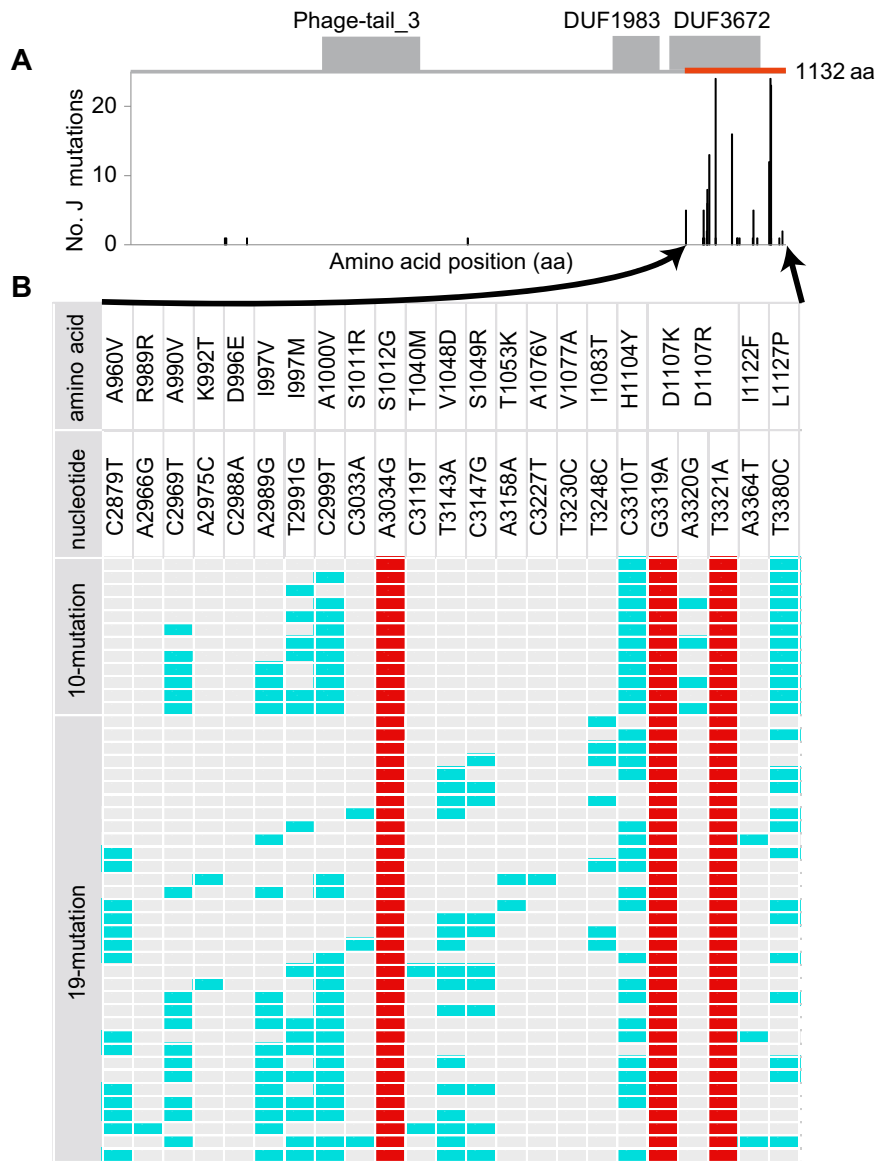 Phage-tail_3 DUF1983 DUF3672
A
1132 aa
No. J mutations
20
10
0
Amino acid position (aa)
B
amino acid
A960V
R989R
A990V
K992T
D996E
I997V
I997M
A1000V
S1011R
S1012G
T1040M
V1048D
S1049R
T1053K
A1076V
V1077A
I1083T
H1104Y
D1107K
D1107R
I1122F
L1127P
nucleotide
C2879T
A2966G
C2969T
A2975C
C2988A
A2989G
T2991G
C2999T
C3033A
A3034G
C3119T
T3143A
C3147G
A3158A
C3227T
T3230C
T3248C
C3310T
G3319A
A3320G
T3321A
A3364T
T3380C
10-mutation
19-mutation